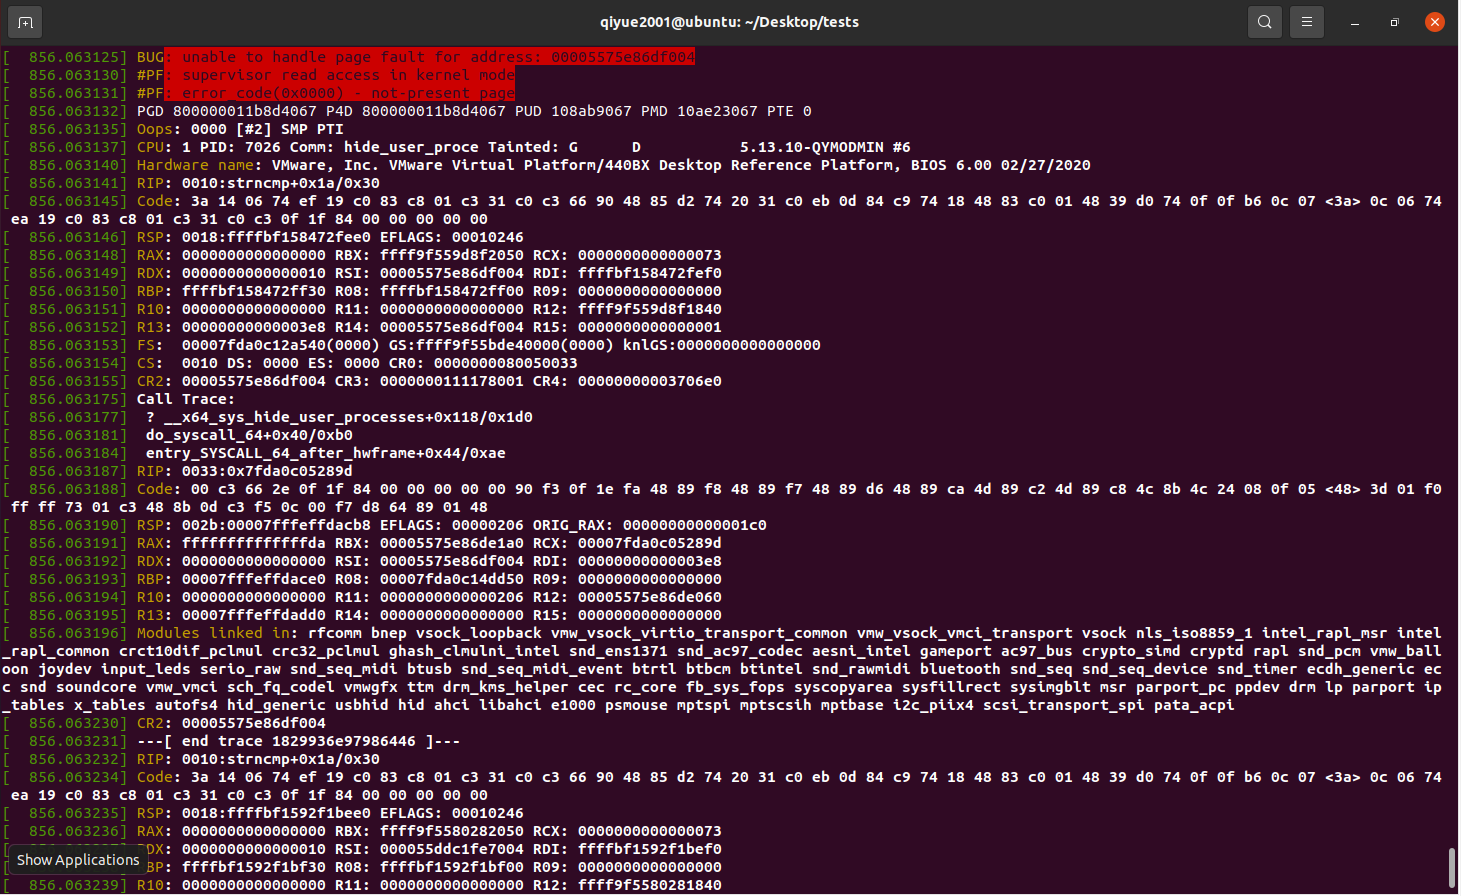 qiyue2001@ubuntu: ~/Desktop/tests
[  856.063125] BUG: unable to handle page fault for address: 00005575e86df004
[  856.063130] #PF: supervisor read access in kernel mode
[  856.063131] #PF: error_code(0x0000) - not-present page
[  856.063132] PGD 800000011b8d4067 P4D 800000011b8d4067 PUD 108ab9067 PMD 10ae23067 PTE 0
[  856.063135] Oops: 0000 [#2] SMP PTI
[  856.063137] CPU: 1 PID: 7026 Comm: hide_user_proce Tainted: G      D           5.13.10-QYMODMIN #6
[  856.063140] Hardware name: VMware, Inc. VMware Virtual Platform/440BX Desktop Reference Platform, BIOS 6.00 02/27/2020
[  856.063141] RIP: 0010:strncmp+0x1a/0x30
[  856.063145] Code: 3a 14 06 74 ef 19 c0 83 c8 01 c3 31 c0 c3 66 90 48 85 d2 74 20 31 c0 eb 0d 84 c9 74 18 48 83 c0 01 48 39 d0 74 0f 0f b6 0c 07 <3a> 0c 06 74
ea 19 c0 83 c8 01 c3 31 c0 c3 0f 1f 84 00 00 00 00 00
[  856.063146] RSP: 0018:ffffbf158472fee0 EFLAGS: 00010246
[  856.063148] RAX: 0000000000000000 RBX: ffff9f559d8f2050 RCX: 0000000000000073
[  856.063149] RDX: 0000000000000010 RSI: 00005575e86df004 RDI: ffffbf158472fef0
[  856.063150] RBP: ffffbf158472ff30 R08: ffffbf158472ff00 R09: 0000000000000000
[  856.063151] R10: 0000000000000000 R11: 0000000000000000 R12: ffff9f559d8f1840
[  856.063152] R13: 00000000000003e8 R14: 00005575e86df004 R15: 0000000000000001
[  856.063153] FS:  00007fda0c12a540(0000) GS:ffff9f55bde40000(0000) knlGS:0000000000000000
[  856.063154] CS:  0010 DS: 0000 ES: 0000 CR0: 0000000080050033
[  856.063155] CR2: 00005575e86df004 CR3: 0000000111178001 CR4: 00000000003706e0
[  856.063175] Call Trace:
[  856.063177]  ? __x64_sys_hide_user_processes+0x118/0x1d0
[  856.063181]  do_syscall_64+0x40/0xb0
[  856.063184]  entry_SYSCALL_64_after_hwframe+0x44/0xae
[  856.063187] RIP: 0033:0x7fda0c05289d
[  856.063188] Code: 00 c3 66 2e 0f 1f 84 00 00 00 00 00 90 f3 0f 1e fa 48 89 f8 48 89 f7 48 89 d6 48 89 ca 4d 89 c2 4d 89 c8 4c 8b 4c 24 08 0f 05 <48> 3d 01 f0
ff ff 73 01 c3 48 8b 0d c3 f5 0c 00 f7 d8 64 89 01 48
[  856.063190] RSP: 002b:00007fffeffdacb8 EFLAGS: 00000206 ORIG_RAX: 00000000000001c0
[  856.063191] RAX: ffffffffffffffda RBX: 00005575e86de1a0 RCX: 00007fda0c05289d
[  856.063192] RDX: 0000000000000000 RSI: 00005575e86df004 RDI: 00000000000003e8
[  856.063193] RBP: 00007fffeffdace0 R08: 00007fda0c14dd50 R09: 0000000000000000
[  856.063194] R10: 0000000000000000 R11: 0000000000000206 R12: 00005575e86de060
[  856.063195] R13: 00007fffeffdadd0 R14: 0000000000000000 R15: 0000000000000000
[  856.063196] Modules linked in: rfcomm bnep vsock_loopback vmw_vsock_virtio_transport_common vmw_vsock_vmci_transport vsock nls_iso8859_1 intel_rapl_msr intel
_rapl_common crct10dif_pclmul crc32_pclmul ghash_clmulni_intel snd_ens1371 snd_ac97_codec aesni_intel gameport ac97_bus crypto_simd cryptd rapl snd_pcm vmw_ball
oon joydev input_leds serio_raw snd_seq_midi btusb snd_seq_midi_event btrtl btbcm btintel snd_rawmidi bluetooth snd_seq snd_seq_device snd_timer ecdh_generic ec
c snd soundcore vmw_vmci sch_fq_codel vmwgfx ttm drm_kms_helper cec rc_core fb_sys_fops syscopyarea sysfillrect sysimgblt msr parport_pc ppdev drm lp parport ip
_tables x_tables autofs4 hid_generic usbhid hid ahci libahci e1000 psmouse mptspi mptscsih mptbase i2c_piix4 scsi_transport_spi pata_acpi
[  856.063230] CR2: 00005575e86df004
[  856.063231] ---[ end trace 1829936e97986446 ]---
[  856.063232] RIP: 0010:strncmp+0x1a/0x30
[  856.063234] Code: 3a 14 06 74 ef 19 c0 83 c8 01 c3 31 c0 c3 66 90 48 85 d2 74 20 31 c0 eb 0d 84 c9 74 18 48 83 c0 01 48 39 d0 74 0f 0f b6 0c 07 <3a> 0c 06 74
ea 19 c0 83 c8 01 c3 31 c0 c3 0f 1f 84 00 00 00 00 00
[  856.063235] RSP: 0018:ffffbf1592f1bee0 EFLAGS: 00010246
[  856.063236] RAX: 0000000000000000 RBX: ffff9f5580282050 RCX: 0000000000000073
DX: 0000000000000010 RSI: 000055ddc1fe7004 RDI: ffffbf1592f1bef0
Show Applications
BP: ffffbf1592f1bf30 R08: ffffbf1592f1bf00 R09: 0000000000000000
[  856.063239] R10: 0000000000000000 R11: 0000000000000000 R12: ffff9f5580281840